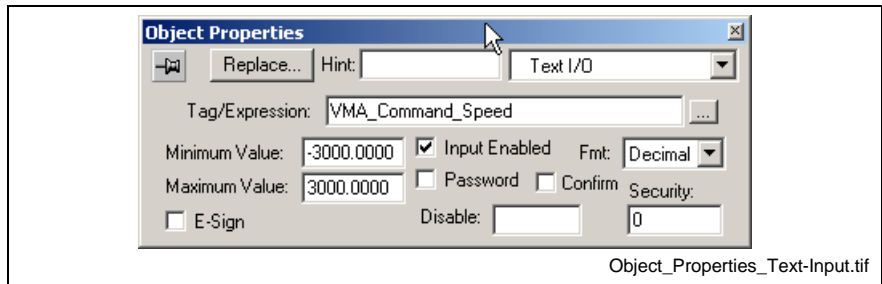 Object Properties
Replace... Hint: Text I/O
Tag/Expression: VMA_Command_Speed ...
Minimum Value: -3000.0000 Input Enabled Fmt: Decimal
Maximum Value: 3000.0000 Password Confirm Security:
E-Sign Disable: 0
Object_Properties_Text-Input.tif